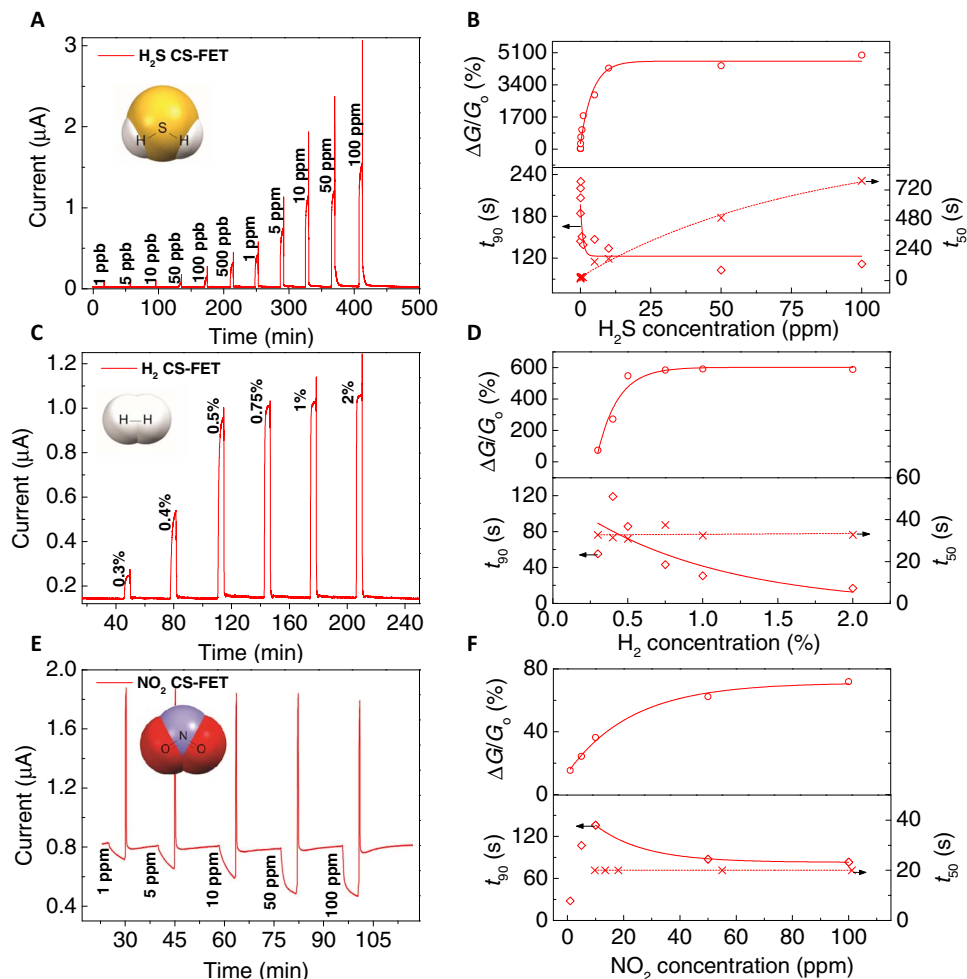 A
H₂S CS-FET
H S H
Current (μA)
3
2
1
0
1 ppb
5 ppb
10 ppb
50 ppb
100 ppb
500 ppb
1 ppm
5 ppm
10 ppm
50 ppm
100 ppm
0 100 200 300 400 500
Time (min)
B
ΔG/Gₒ (%)
5100
3400
1700
0
t₉₀ (s)
240
180
120
t₅₀ (s)
720
480
240
0
0 25 50 75 100
H₂S concentration (ppm)
C
H₂ CS-FET
H H
Current (μA)
1.2
1.0
0.8
0.6
0.4
0.2
0.3%
0.4%
0.5%
0.75%
1%
2%
40 80 120 160 200 240
Time (min)
D
ΔG/Gₒ (%)
600
400
200
0
t₉₀ (s)
120
80
40
0
t₅₀ (s)
60
40
20
0
0.5 1.0 1.5 2.0
H₂ concentration (%)
E
NO₂ CS-FET
O N O
Current (μA)
2.0
1.6
1.2
0.8
0.4
1 ppm
5 ppm
10 ppm
50 ppm
100 ppm
30 45 60 75 90 105
Time (min)
F
ΔG/Gₒ (%)
80
40
0
t₉₀ (s)
120
60
0
t₅₀ (s)
40
20
0
0 25 50 75 100
NO₂ concentration (ppm)